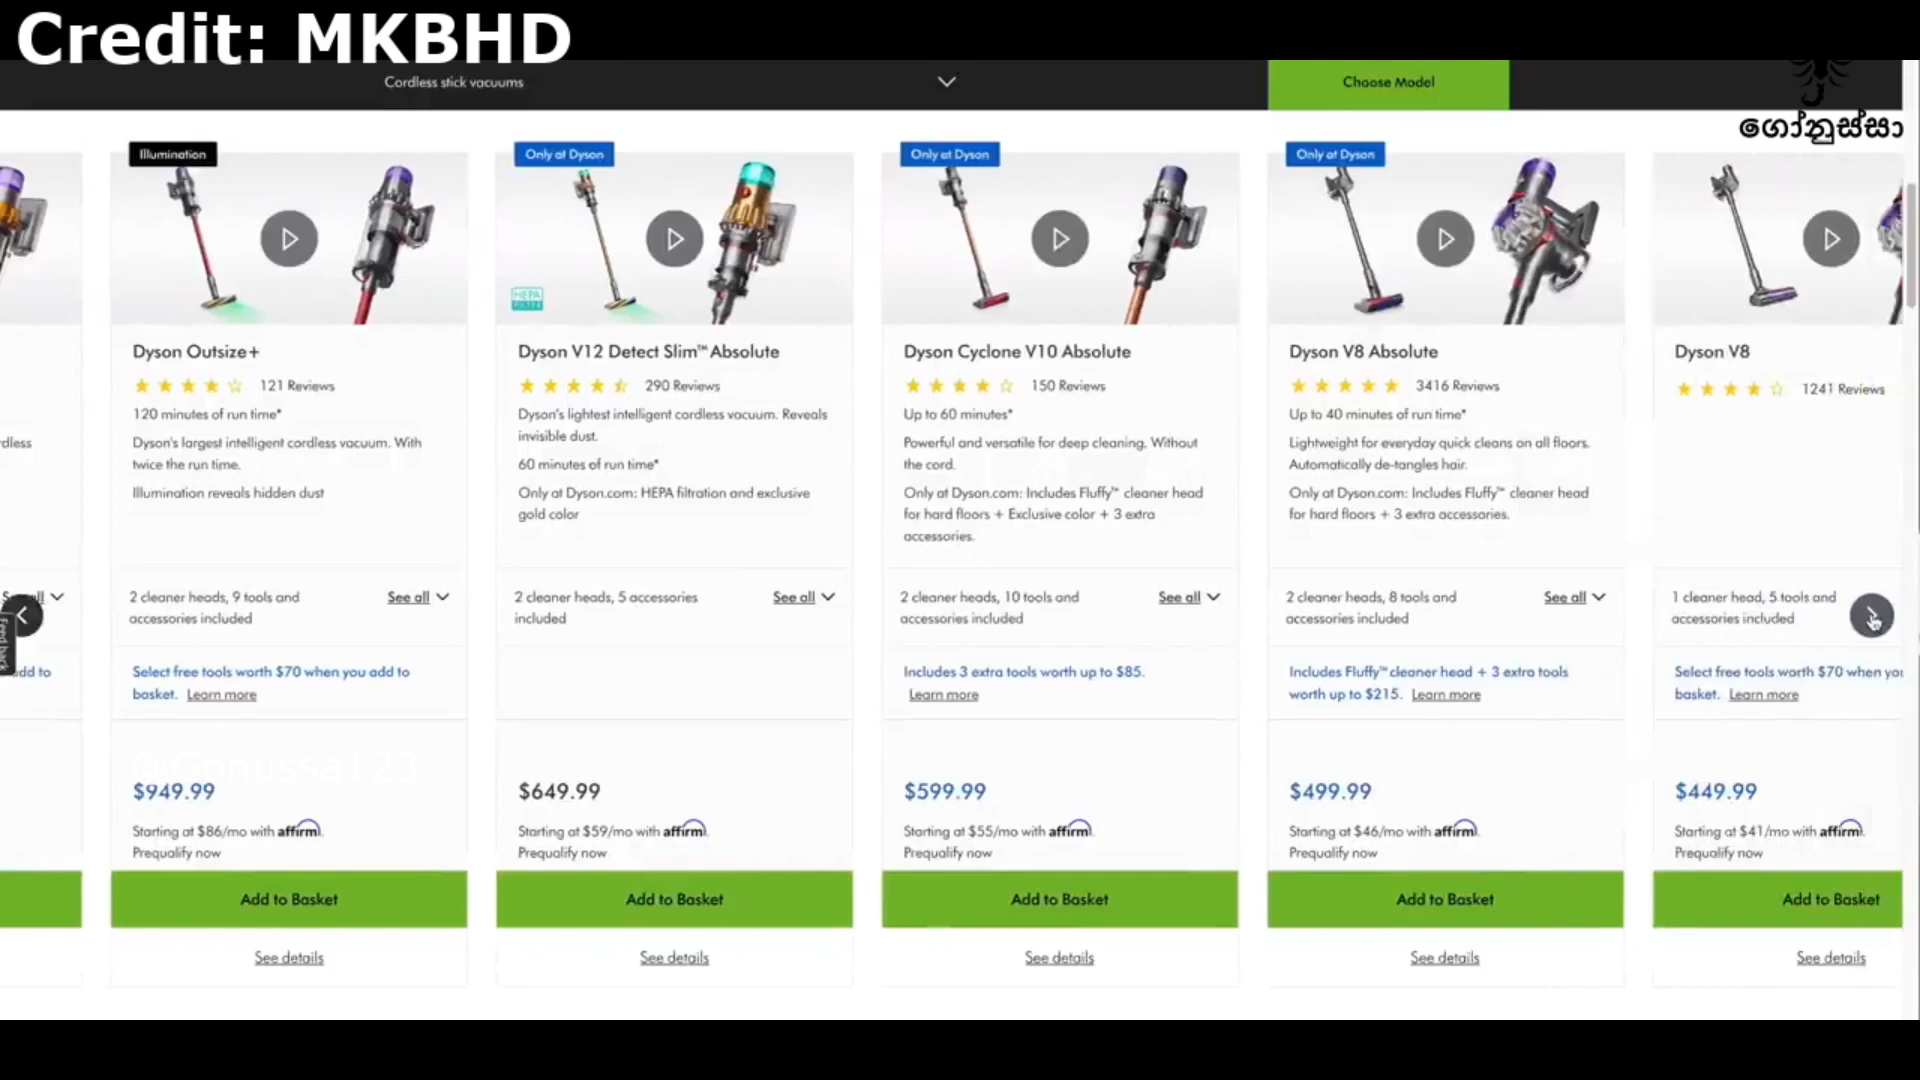 Credit: MKBHD
Cordless stick vacuums
Choose Model
ගෝනුස්සා
Illumination
Dyson Outsize+
121 Reviews
120 minutes of run time*
Dyson's largest intelligent cordless vacuum. With
twice the run time.
Illumination reveals hidden dust
2 cleaner heads, 9 tools and
accessories included
See all
Select free tools worth $70 when you add to
basket. Learn more
@Gonussa123
$949.99
Starting at $86/mo with affirm.
Prequalify now
Add to Basket
See details
Only at Dyson
HEPA
FILTER
Dyson V12 Detect Slim™ Absolute
290 Reviews
Dyson's lightest intelligent cordless vacuum. Reveals
invisible dust.
60 minutes of run time*
Only at Dyson.com: HEPA filtration and exclusive
gold color
2 cleaner heads, 5 accessories
included
See all
$649.99
Starting at $59/mo with affirm.
Prequalify now
Add to Basket
See details
Only at Dyson
Dyson Cyclone V10 Absolute
150 Reviews
Up to 60 minutes*
Powerful and versatile for deep cleaning. Without
the cord.
Only at Dyson.com: Includes Fluffy™ cleaner head
for hard floors + Exclusive color + 3 extra
accessories.
2 cleaner heads, 10 tools and
accessories included
See all
Includes 3 extra tools worth up to $85.
Learn more
$599.99
Starting at $55/mo with affirm.
Prequalify now
Add to Basket
See details
Only at Dyson
Dyson V8 Absolute
3416 Reviews
Up to 40 minutes of run time*
Lightweight for everyday quick cleans on all floors.
Automatically de-tangles hair.
Only at Dyson.com: Includes Fluffy™ cleaner head
for hard floors + 3 extra accessories.
2 cleaner heads, 8 tools and
accessories included
See all
Includes Fluffy™ cleaner head + 3 extra tools
worth up to $215. Learn more
$499.99
Starting at $46/mo with affirm.
Prequalify now
Add to Basket
See details
Dyson V8
1241 Reviews
1 cleaner head, 5 tools and
accessories included
Select free tools worth $70 when you
basket. Learn more
$449.99
Starting at $41/mo with affirm.
Prequalify now
Add to Basket
See details
Feedback
add to